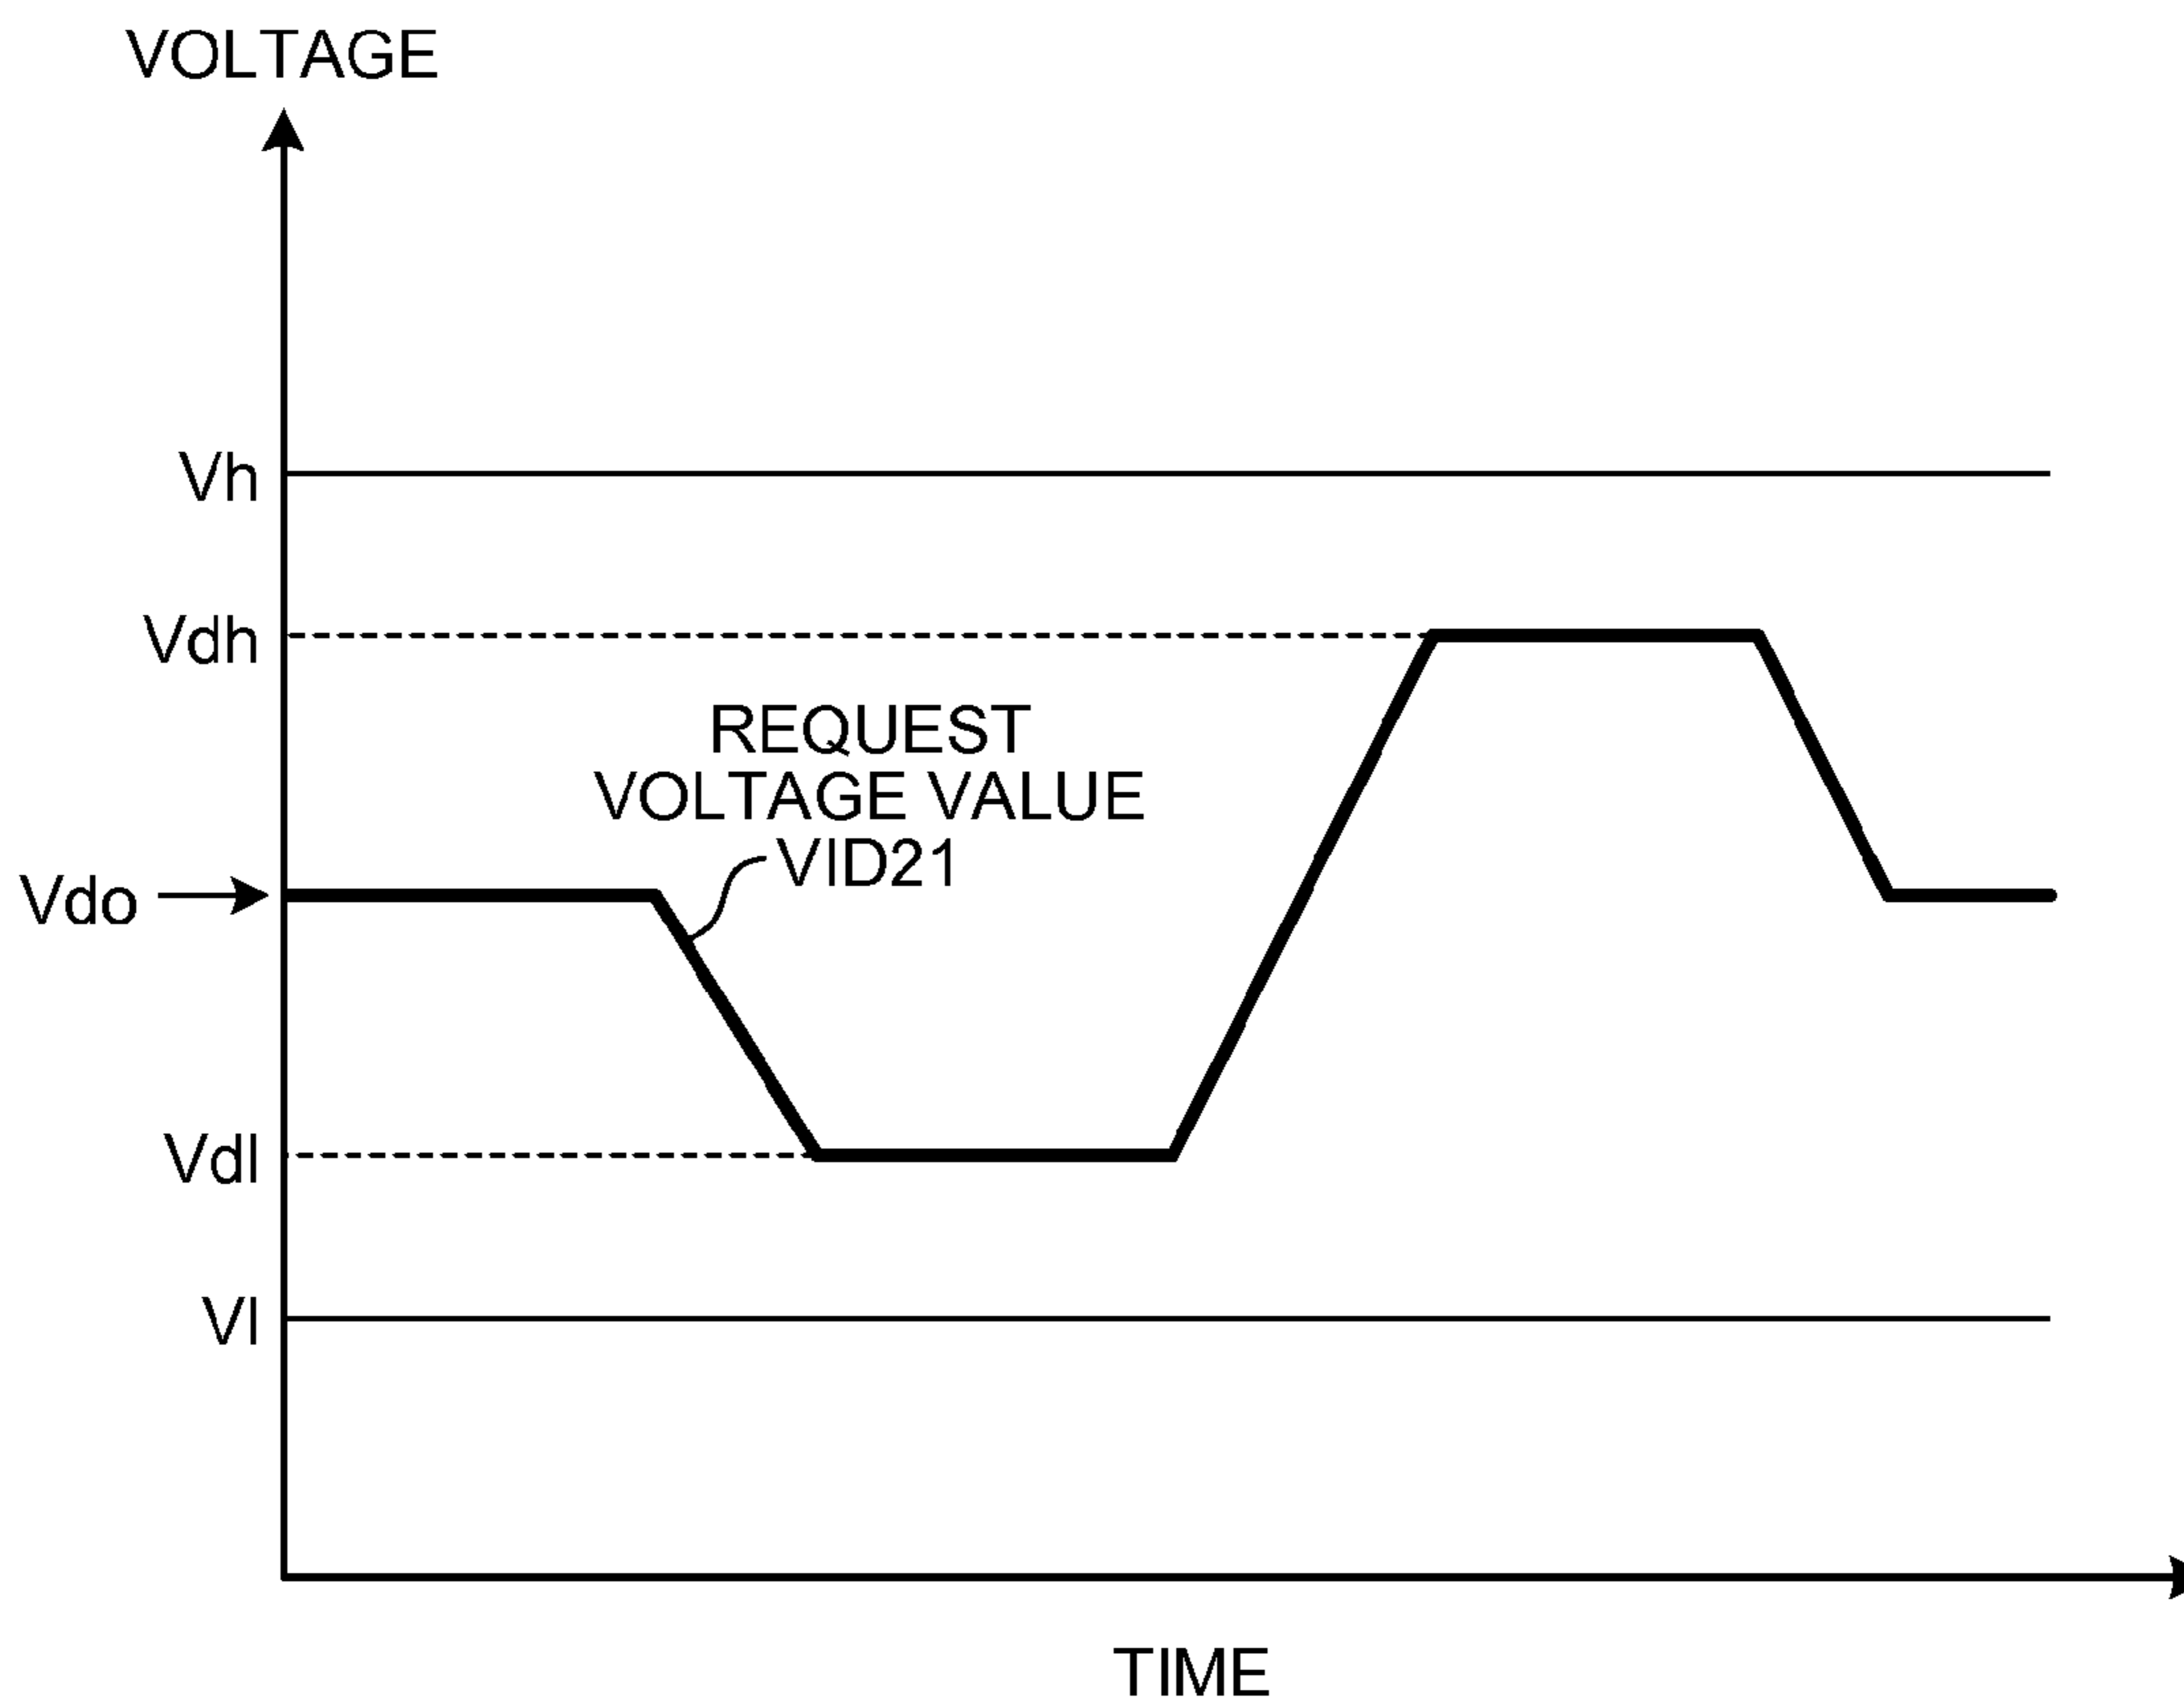 VOLTAGE
Vh
Vdh
REQUEST
VOLTAGE VALUE
VID21
Vdo
Vdl
Vl
TIME